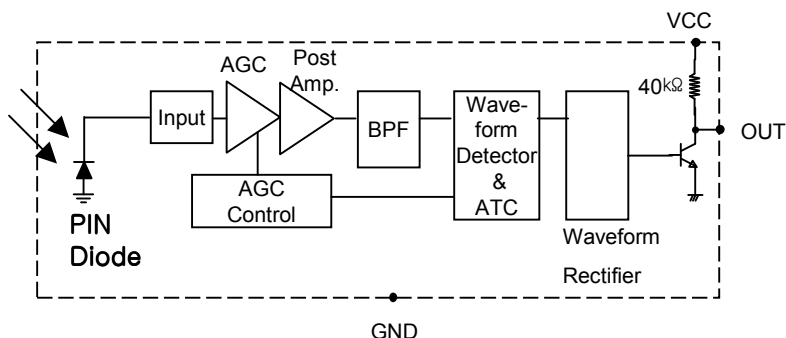 VCC
Post
AGC
Amp.
40kΩ
Input
BPF
Wave-
form
Detector
&
ATC
OUT
AGC
Control
PIN
Diode
Waveform
Rectifier
GND